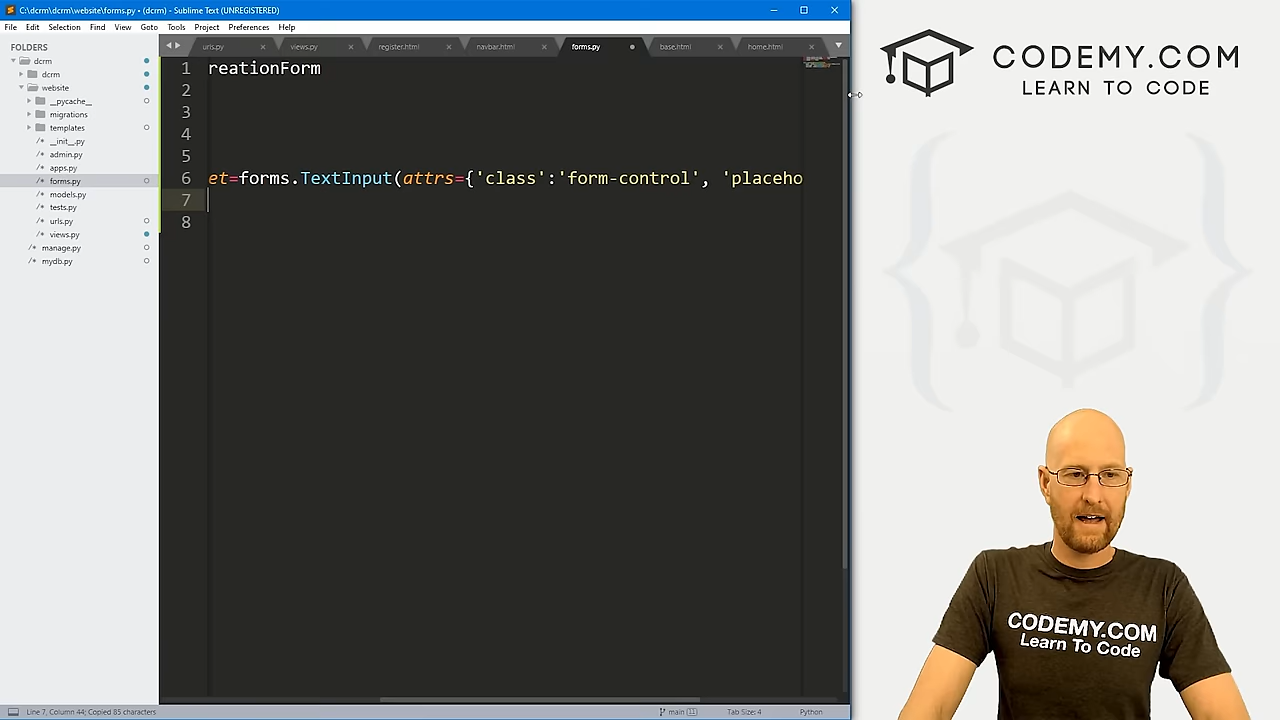 C:\dcrm\dcrm\website\forms.py • (dcrm) - Sublime Text (UNREGISTERED)
File Edit Selection Find View Goto Tools Project Preferences Help
FOLDERS
dcrm
dcrm
website
__pycache__
migrations
templates
__init__.py
admin.py
apps.py
forms.py
models.py
tests.py
urls.py
views.py
manage.py
mydb.py
urls.py views.py register.html navbar.html forms.py base.html home.html
1 reationForm
2
3
4
5
6 et=forms.TextInput(attrs={'class':'form-control', 'placeho
7
8
Line 7, Column 44; Copied 85 characters
main 11 Tab Size: 4 Python
CODEMY.COM
LEARN TO CODE
CODEMY.COM
Learn To Code